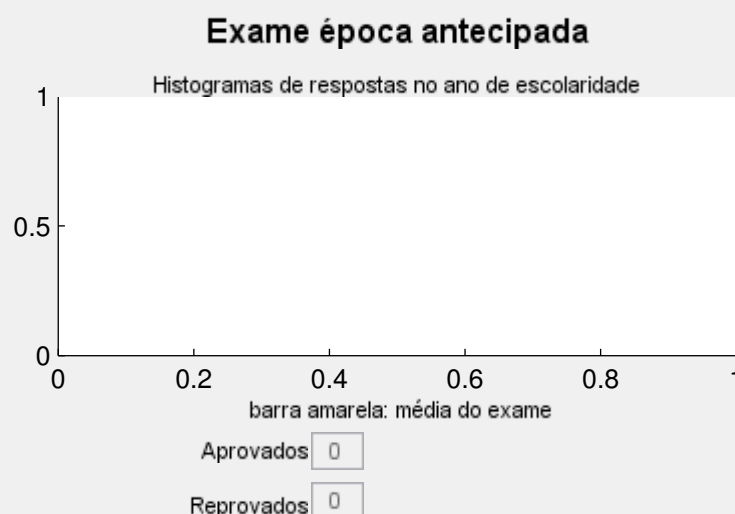 Exame época antecipada
Histogramas de respostas no ano de escolaridade
1
0.5
0
0 0.2 0.4 0.6 0.8
barra amarela: média do exame
Aprovados 0
Reprovados 0